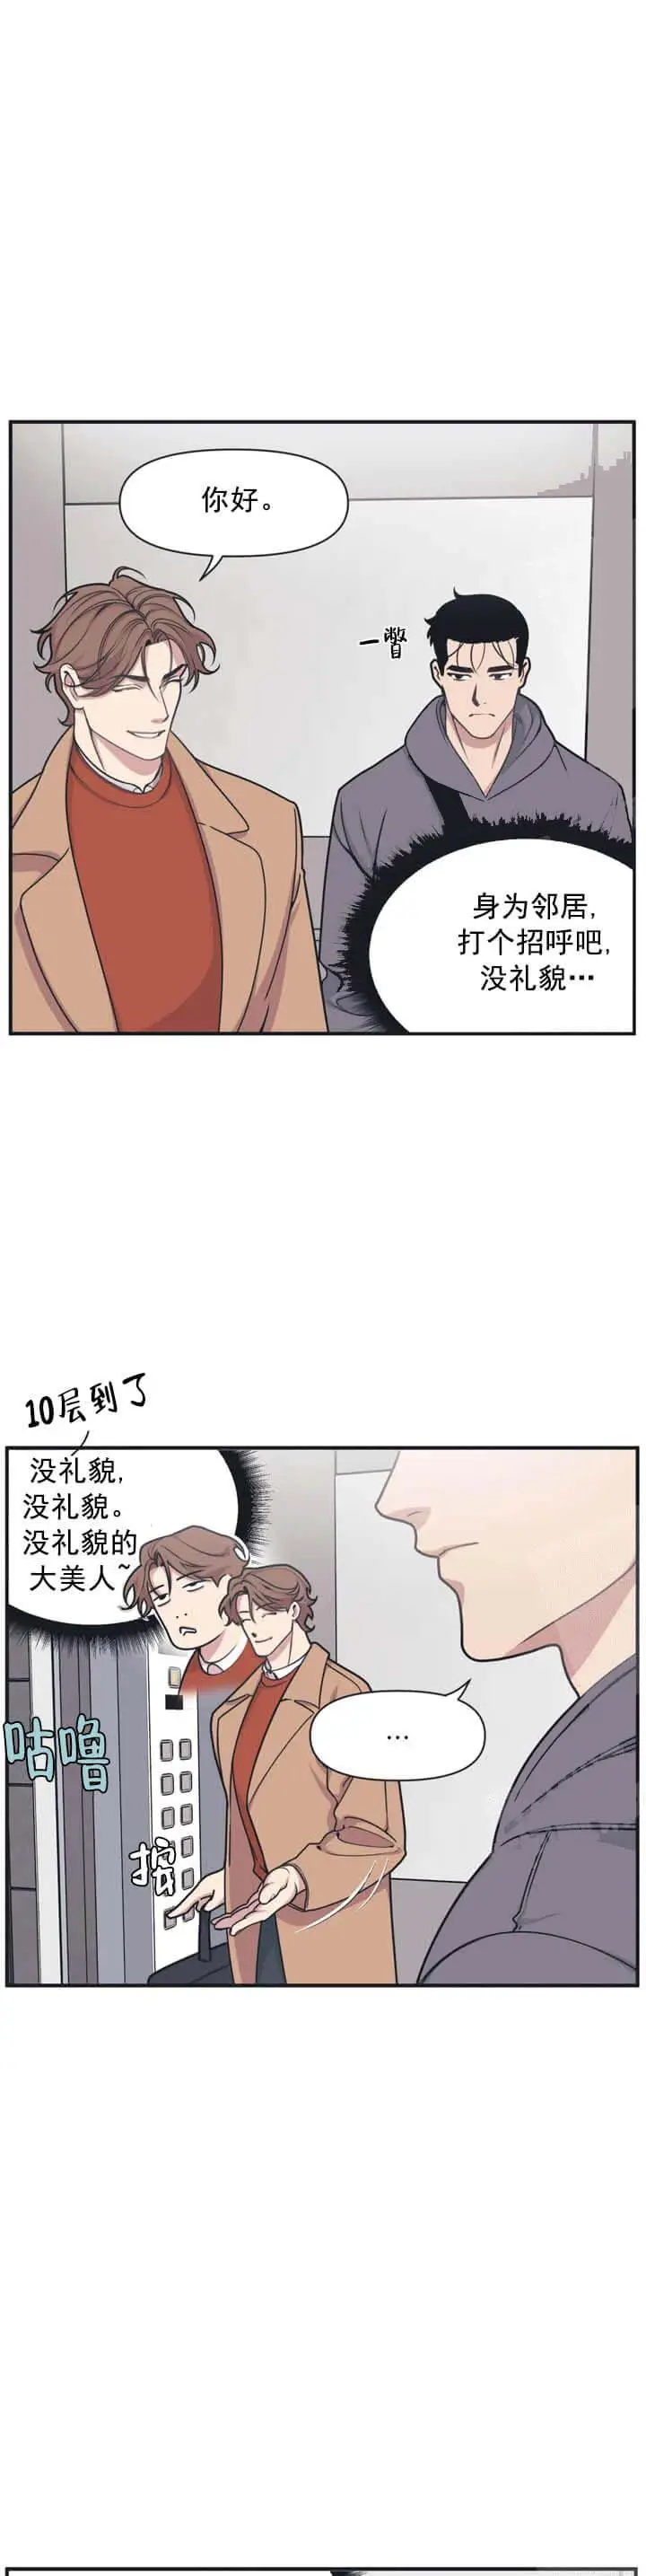 你好。
一瞥
身为邻居,
打个招呼吧,
没礼貌…
10层到了
没礼貌,
没礼貌。
没礼貌的
大美人~
咕噜
…
按